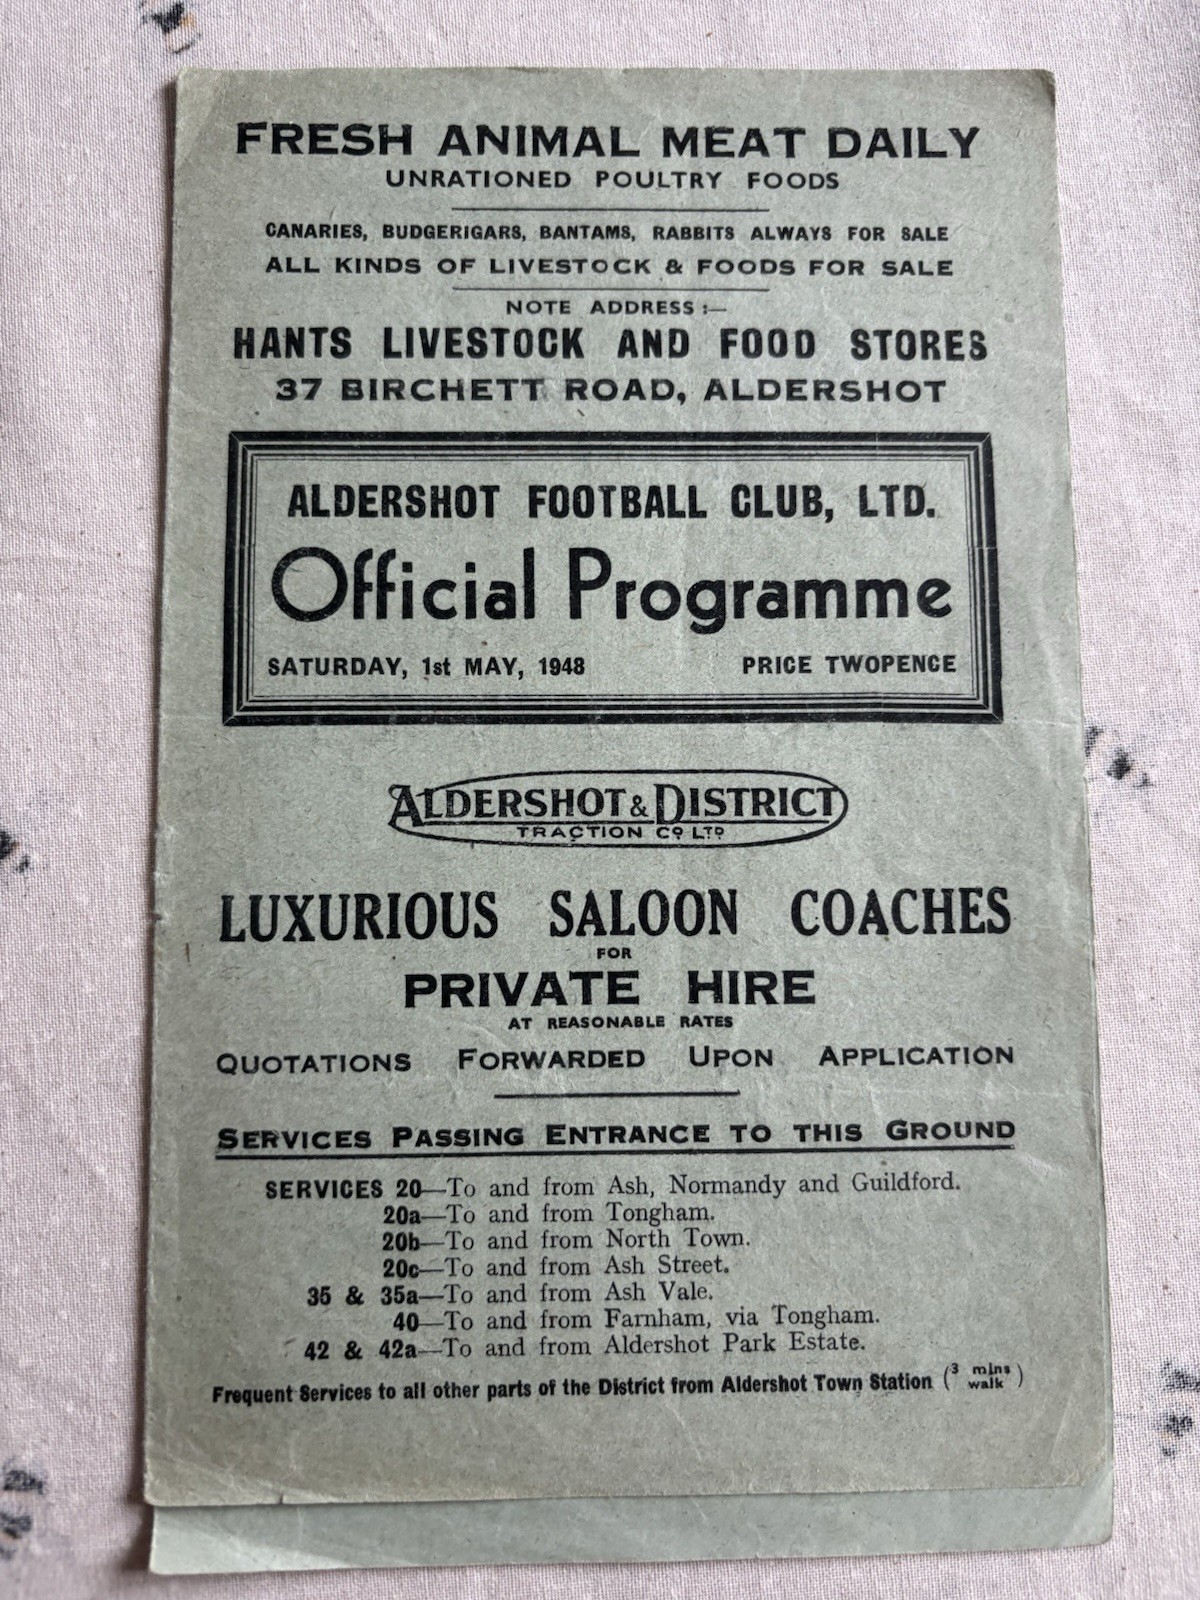 FRESH ANIMAL MEAT DAILY
UNRATIONED POULTRY FOODS
CANARIES, BUDGERIGARS, BANTAMS, RABBITS ALWAYS FOR SALE
ALL KINDS OF LIVESTOCK & FOODS FOR SALE
NOTE ADDRESS :—
HANTS LIVESTOCK AND FOOD STORES
37 BIRCHETT ROAD, ALDERSHOT
ALDERSHOT FOOTBALL CLUB, LTD.
Official Programme
SATURDAY, 1st MAY, 1948 PRICE TWOPENCE
ALDERSHOT & DISTRICT
TRACTION CO LTD
LUXURIOUS SALOON COACHES
FOR
PRIVATE HIRE
AT REASONABLE RATES
QUOTATIONS FORWARDED UPON APPLICATION
SERVICES PASSING ENTRANCE TO THIS GROUND
SERVICES 20—To and from Ash, Normandy and Guildford.
20a—To and from Tongham.
20b—To and from North Town.
20c—To and from Ash Street.
35 & 35a—To and from Ash Vale.
40—To and from Farnham, via Tongham.
42 & 42a—To and from Aldershot Park Estate.
Frequent Services to all other parts of the District from Aldershot Town Station (3 mins walk)